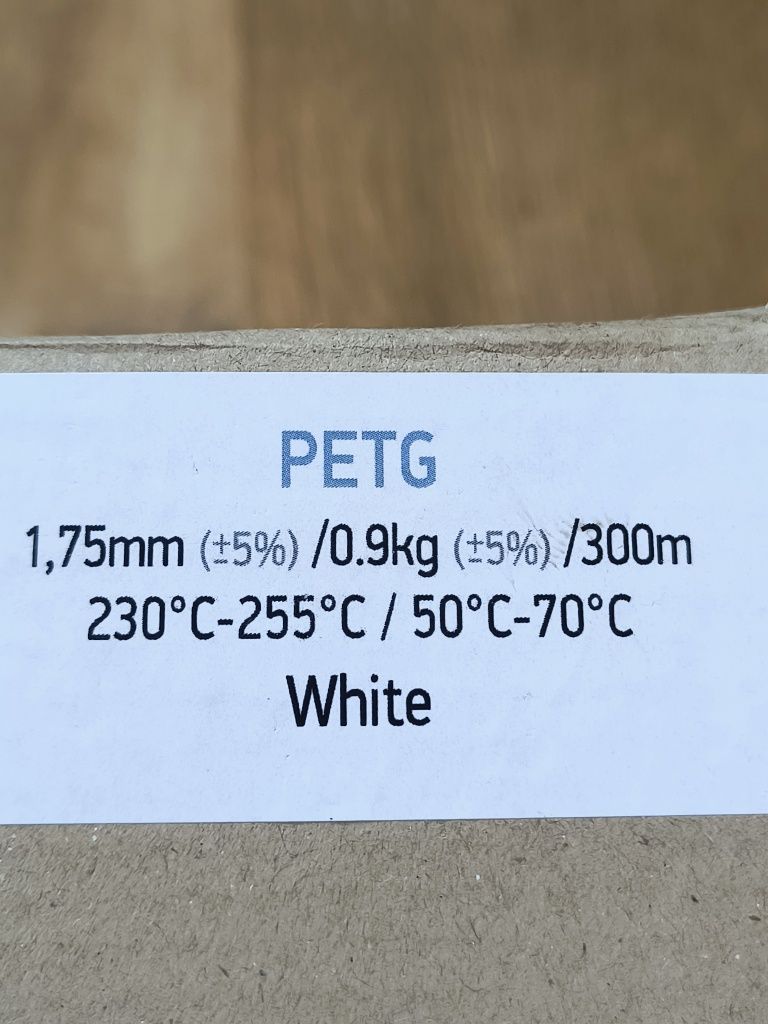 PETG
1,75mm (±5%) /0.9kg (±5%) /300m
230°C-255°C / 50°C-70°C
White